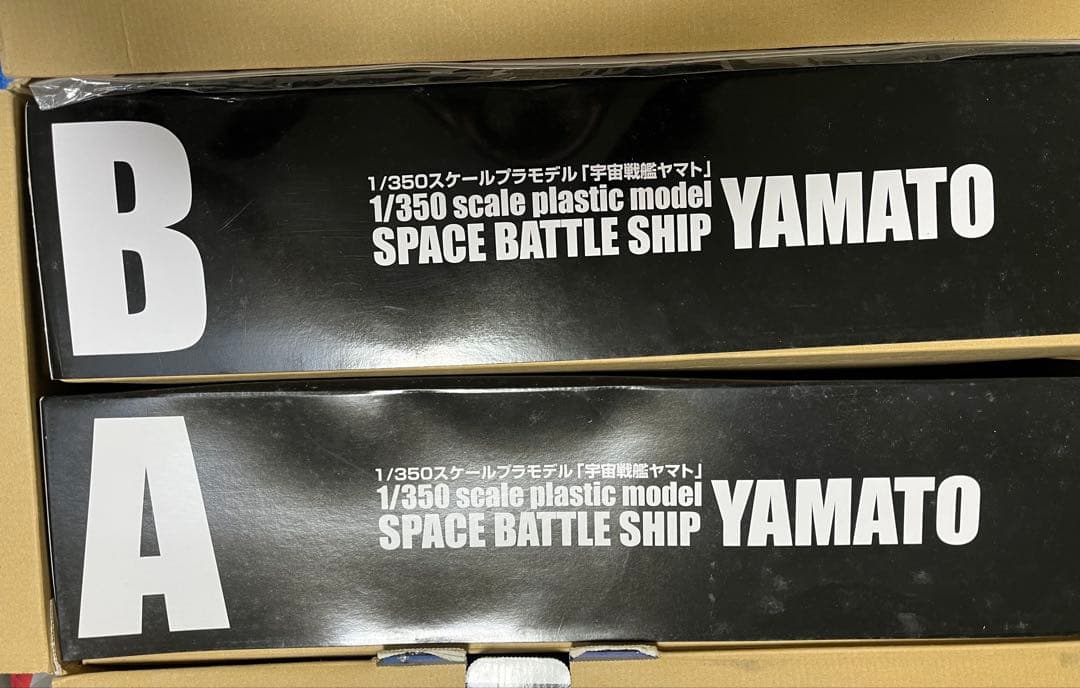 B
1/350スケールプラモデル「宇宙戦艦ヤマト」
1/350 scale plastic model
SPACE BATTLE SHIP YAMATO
A
1/350スケールプラモデル「宇宙戦艦ヤマト」
1/350 scale plastic model
SPACE BATTLE SHIP YAMATO